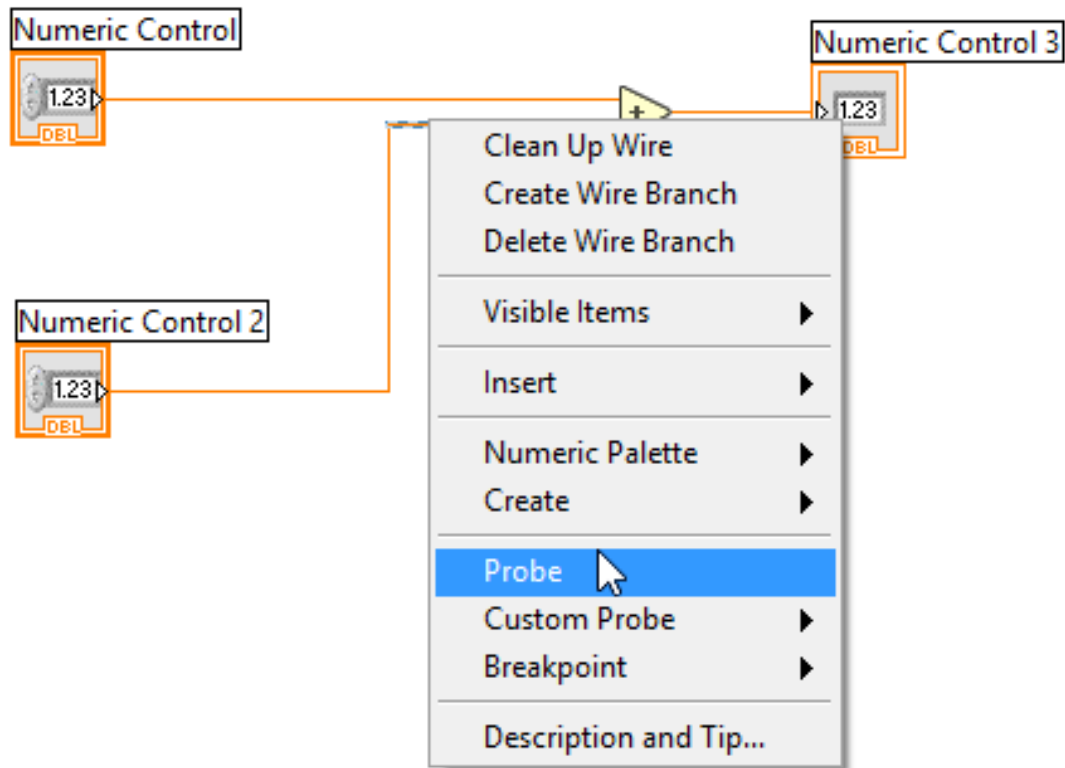 Numeric Control
1.23
DBL
Numeric Control 3
1.23
DBL
+
Numeric Control 2
1.23
DBL
Clean Up Wire
Create Wire Branch
Delete Wire Branch
Visible Items
Insert
Numeric Palette
Create
Probe
Custom Probe
Breakpoint
Description and Tip...